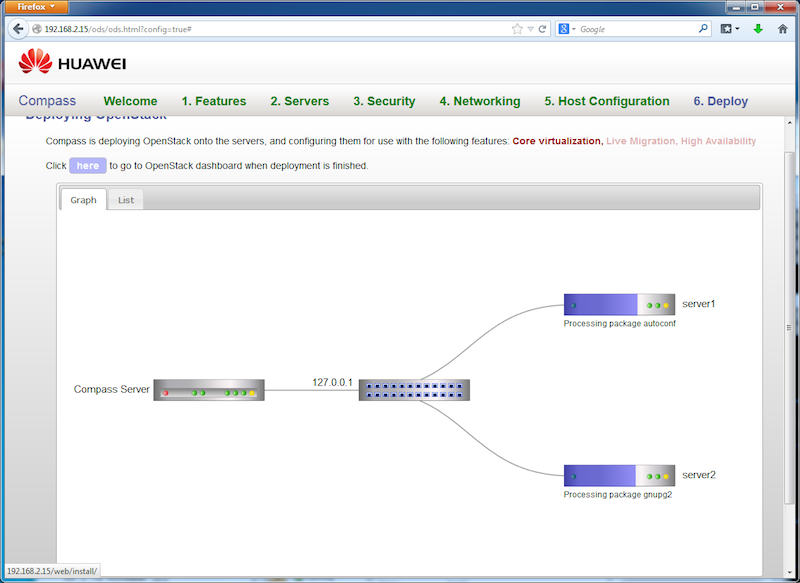 Firefox
192.168.2.15/ods/ods.html?config=true#
Google
HUAWEI
Compass Welcome 1. Features 2. Servers 3. Security 4. Networking 5. Host Configuration 6. Deploy
Deploying OpenStack
Compass is deploying OpenStack onto the servers, and configuring them for use with the following features: Core virtualization, Live Migration, High Availability
Click here to go to OpenStack dashboard when deployment is finished.
Graph List
server1
Processing package autoconf
127.0.0.1
Compass Server
server2
Processing package gnupg2
192.168.2.15/web/install/